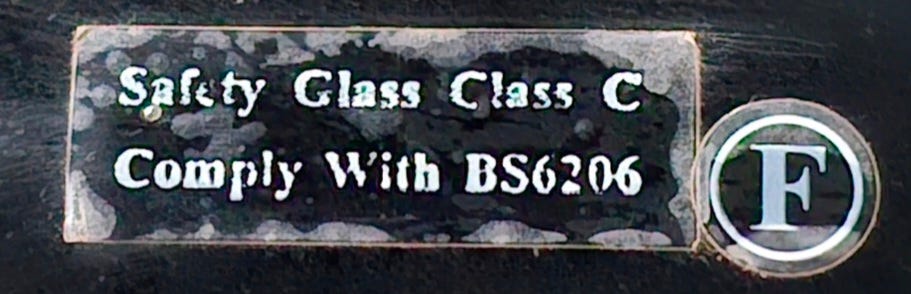 Safety Glass Class C
Comply With BS6206
F